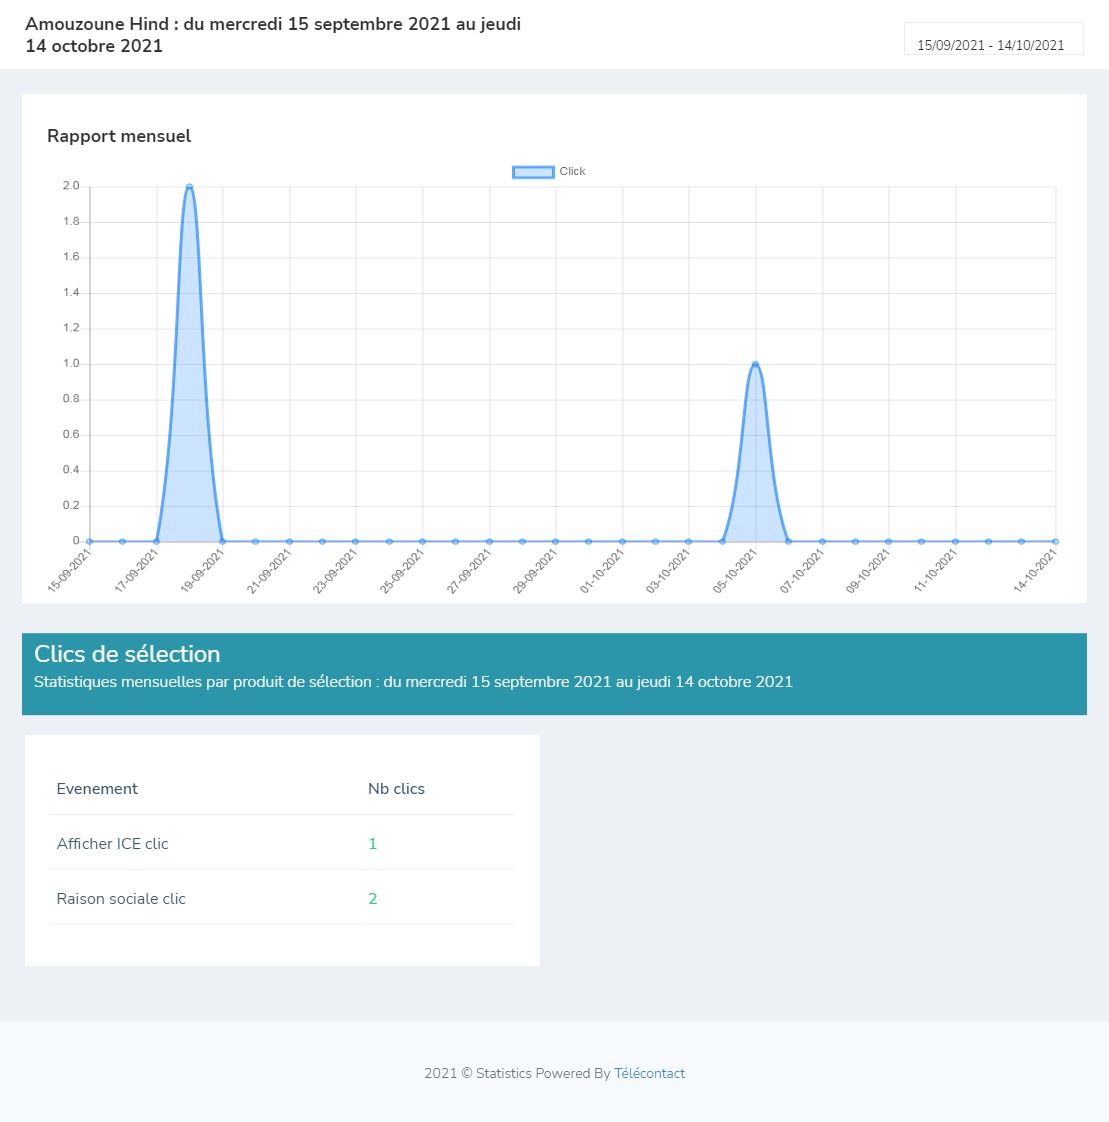 Amouzoune Hind : du mercredi 15 septembre 2021 au jeudi
14 octobre 2021
15/09/2021 - 14/10/2021
Rapport mensuel
Click
2.0
1.8
1.6
1.4
1.2
1.0
0.8
0.6
0.4
0.2
0
15-09-2021
17-09-2021
19-09-2021
21-09-2021
23-09-2021
25-09-2021
27-09-2021
29-09-2021
01-10-2021
03-10-2021
05-10-2021
07-10-2021
09-10-2021
11-10-2021
14-10-2021
Clics de sélection
Statistiques mensuelles par produit de sélection : du mercredi 15 septembre 2021 au jeudi 14 octobre 2021
Evenement Nb clics
Afficher ICE clic 1
Raison sociale clic 2
2021 © Statistics Powered By Télécontact